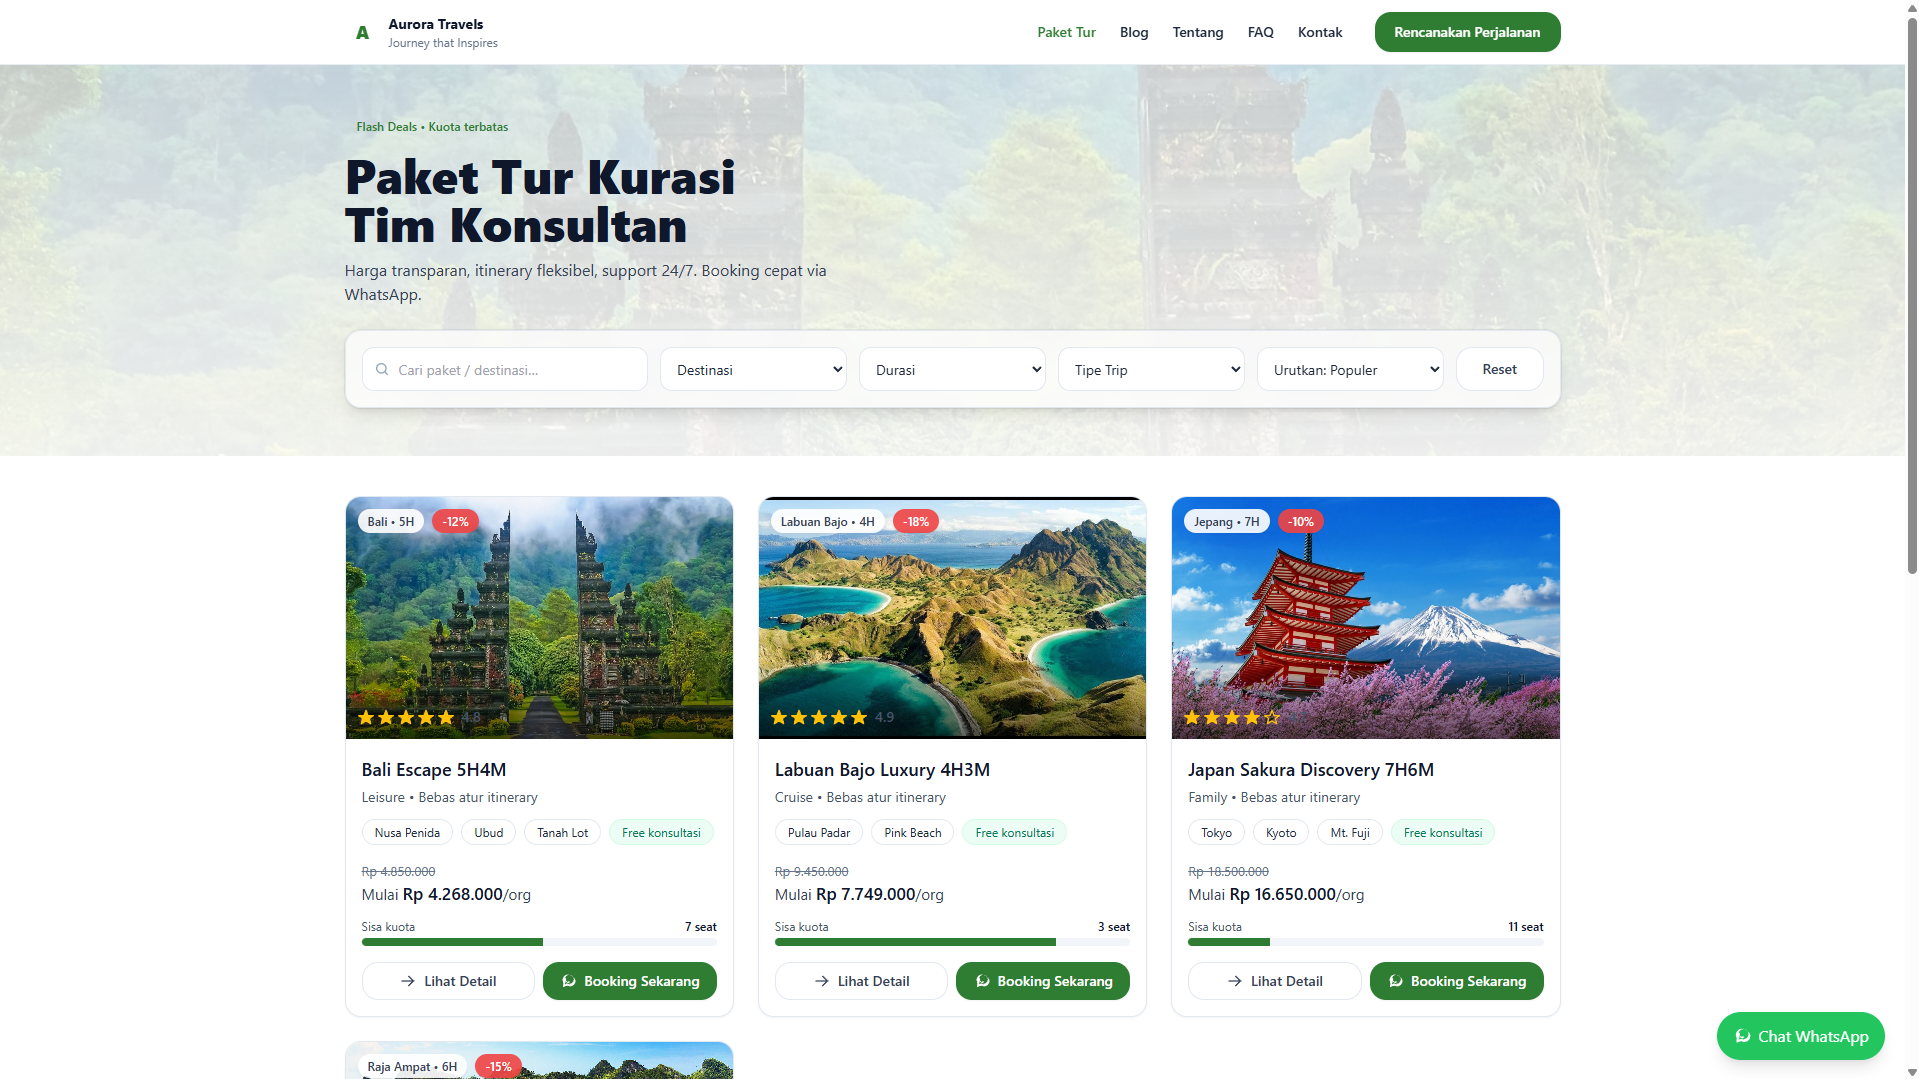 A
Aurora Travels
Journey that Inspires
Paket Tur
Blog
Tentang
FAQ
Kontak
Rencanakan Perjalanan
Flash Deals • Kuota terbatas
Paket Tur Kurasi
Tim Konsultan
Harga transparan, itinerary fleksibel, support 24/7. Booking cepat via
WhatsApp.
Cari paket / destinasi...
Destinasi
Durasi
Tipe Trip
Urutkan: Populer
Reset
Bali • 5H
-12%
4.8
Bali Escape 5H4M
Leisure • Bebas atur itinerary
Nusa Penida
Ubud
Tanah Lot
Free konsultasi
Rp 4.850.000
Mulai Rp 4.268.000/org
Sisa kuota
7 seat
Lihat Detail
Booking Sekarang
Labuan Bajo • 4H
-18%
4.9
Labuan Bajo Luxury 4H3M
Cruise • Bebas atur itinerary
Pulau Padar
Pink Beach
Free konsultasi
Rp 9.450.000
Mulai Rp 7.749.000/org
Sisa kuota
3 seat
Lihat Detail
Booking Sekarang
Jepang • 7H
-10%
Japan Sakura Discovery 7H6M
Family • Bebas atur itinerary
Tokyo
Kyoto
Mt. Fuji
Free konsultasi
Rp 18.500.000
Mulai Rp 16.650.000/org
Sisa kuota
11 seat
Lihat Detail
Booking Sekarang
Raja Ampat • 6H
-15%
Chat WhatsApp